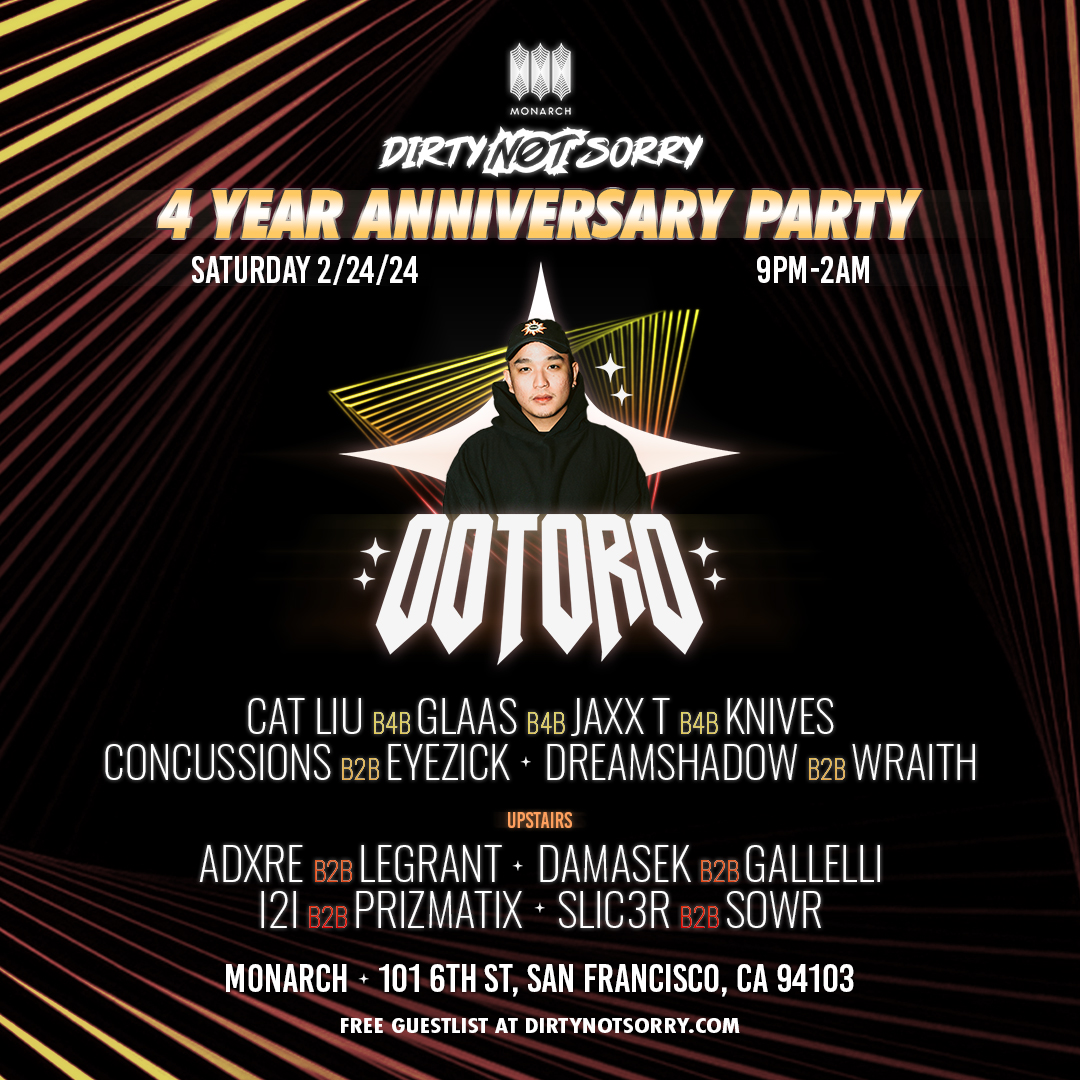 MONARCH
DIRTY NOT SORRY
4 YEAR ANNIVERSARY PARTY
SATURDAY 2/24/24 9PM-2AM
OOTORO
CAT LIU B4B GLAAS B4B JAXX T B4B KNIVES
CONCUSSIONS B2B EYEZICK + DREAMSHADOW B2B WRAITH
UPSTAIRS
ADXRE B2B LEGRANT + DAMASEK B2B GALLELLI
I2I B2B PRIZMATIX + SLIC3R B2B SOWR
MONARCH + 101 6TH ST, SAN FRANCISCO, CA 94103
FREE GUESTLIST AT DIRTYNOTSORRY.COM